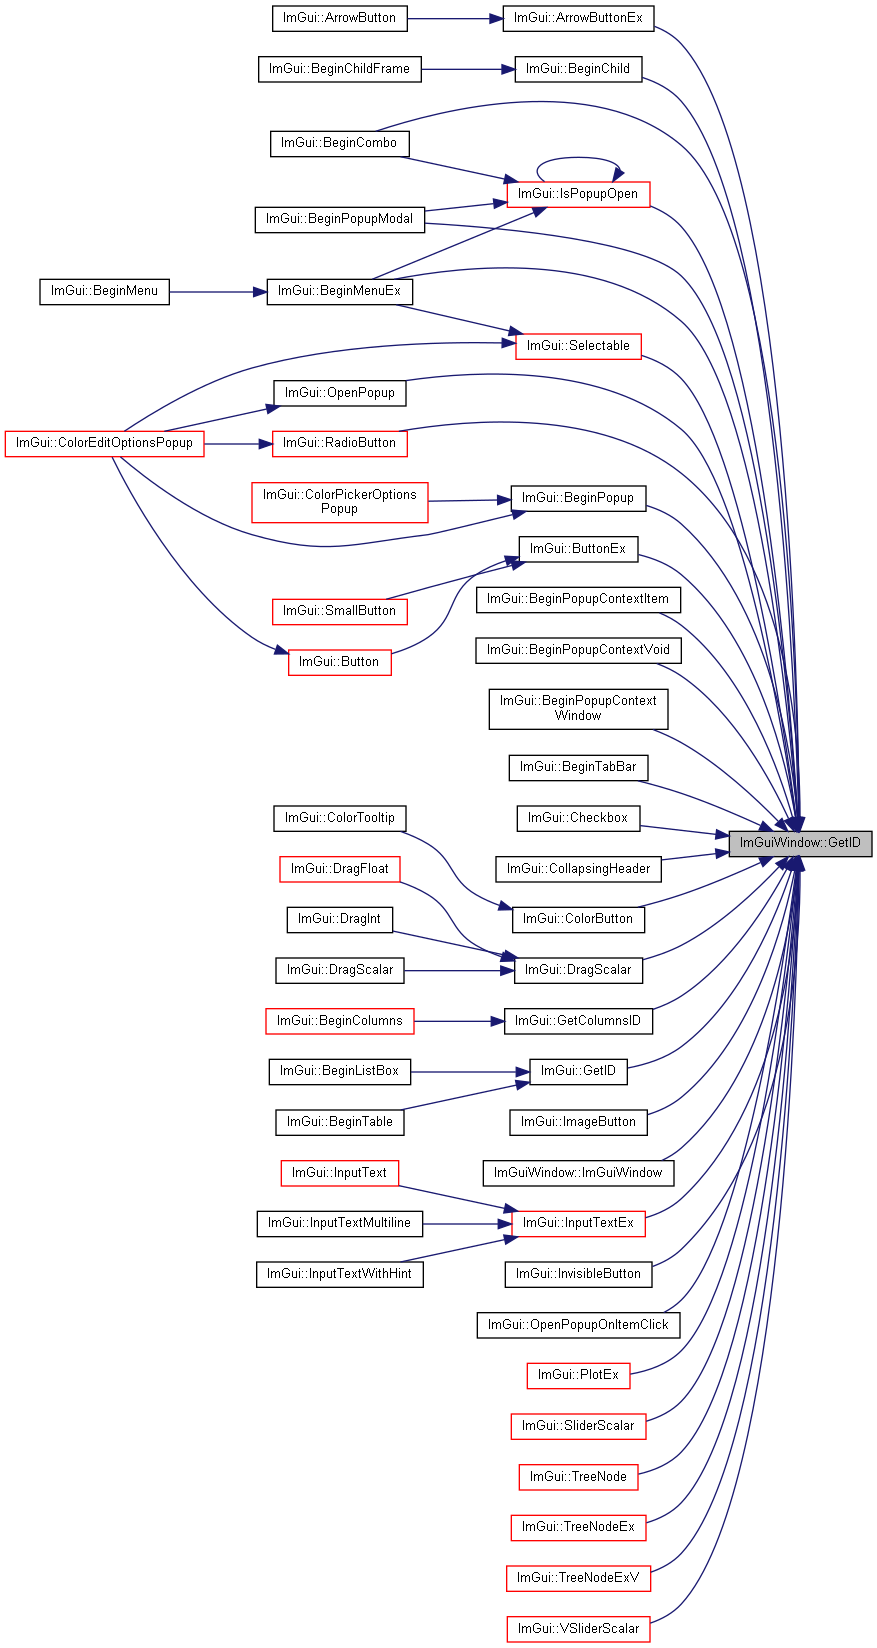 ImGui::ArrowButton
ImGui::ArrowButtonEx
ImGui::BeginChildFrame
ImGui::BeginChild
ImGui::BeginCombo
ImGui::IsPopupOpen
ImGui::BeginPopupModal
ImGui::BeginMenu
ImGui::BeginMenuEx
ImGui::Selectable
ImGui::OpenPopup
ImGui::ColorEditOptionsPopup
ImGui::RadioButton
ImGui::ColorPickerOptions
Popup
ImGui::BeginPopup
ImGui::ButtonEx
ImGui::SmallButton
ImGui::BeginPopupContextItem
ImGui::Button
ImGui::BeginPopupContextVoid
ImGui::BeginPopupContext
Window
ImGui::BeginTabBar
ImGui::ColorTooltip
ImGui::Checkbox
ImGuiWindow::GetID
ImGui::DragFloat
ImGui::CollapsingHeader
ImGui::DragInt
ImGui::ColorButton
ImGui::DragScalar
ImGui::DragScalar
ImGui::BeginColumns
ImGui::GetColumnsID
ImGui::BeginListBox
ImGui::GetID
ImGui::BeginTable
ImGui::ImageButton
ImGui::InputText
ImGuiWindow::ImGuiWindow
ImGui::InputTextMultiline
ImGui::InputTextEx
ImGui::InputTextWithHint
ImGui::InvisibleButton
ImGui::OpenPopupOnItemClick
ImGui::PlotEx
ImGui::SliderScalar
ImGui::TreeNode
ImGui::TreeNodeEx
ImGui::TreeNodeExV
ImGui::VSliderScalar